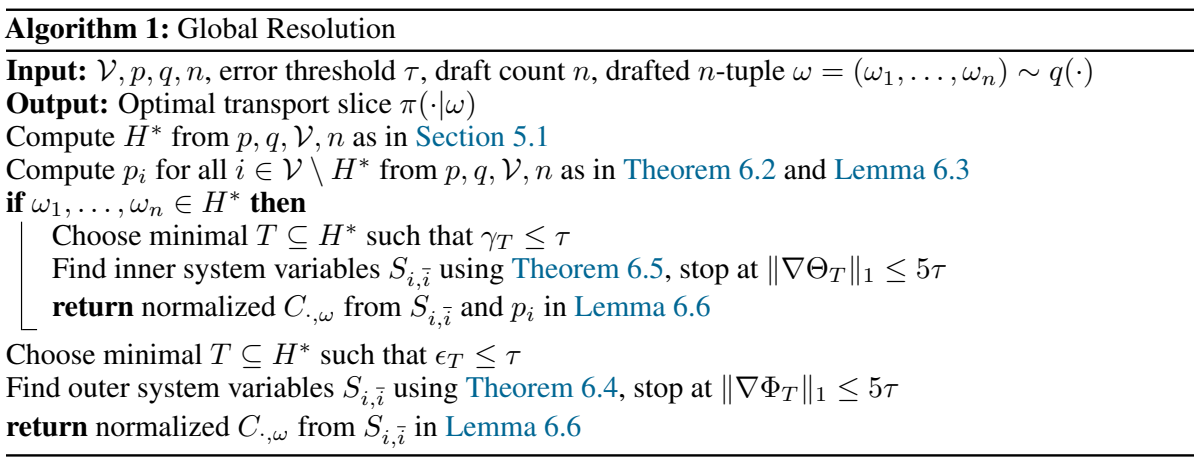 Algorithm 1: Global Resolution
Input: 𝒱, p, q, n, error threshold τ, draft count n, drafted n-tuple ω = (ω₁, …, ωₙ) ∼ q(·)
Output: Optimal transport slice π(·|ω)
Compute H* from p, q, 𝒱, n as in Section 5.1
Compute pᵢ for all i ∈ 𝒱 \ H* from p, q, 𝒱, n as in Theorem 6.2 and Lemma 6.3
if ω₁, …, ωₙ ∈ H* then
Choose minimal T ⊆ H* such that γ_T ≤ τ
Find inner system variables S_{i,ī} using Theorem 6.5, stop at ‖∇Θ_T‖₁ ≤ 5τ
return normalized C_{·,ω} from S_{i,ī} and pᵢ in Lemma 6.6
Choose minimal T ⊆ H* such that ϵ_T ≤ τ
Find outer system variables S_{i,ī} using Theorem 6.4, stop at ‖∇Φ_T‖₁ ≤ 5τ
return normalized C_{·,ω} from S_{i,ī} in Lemma 6.6